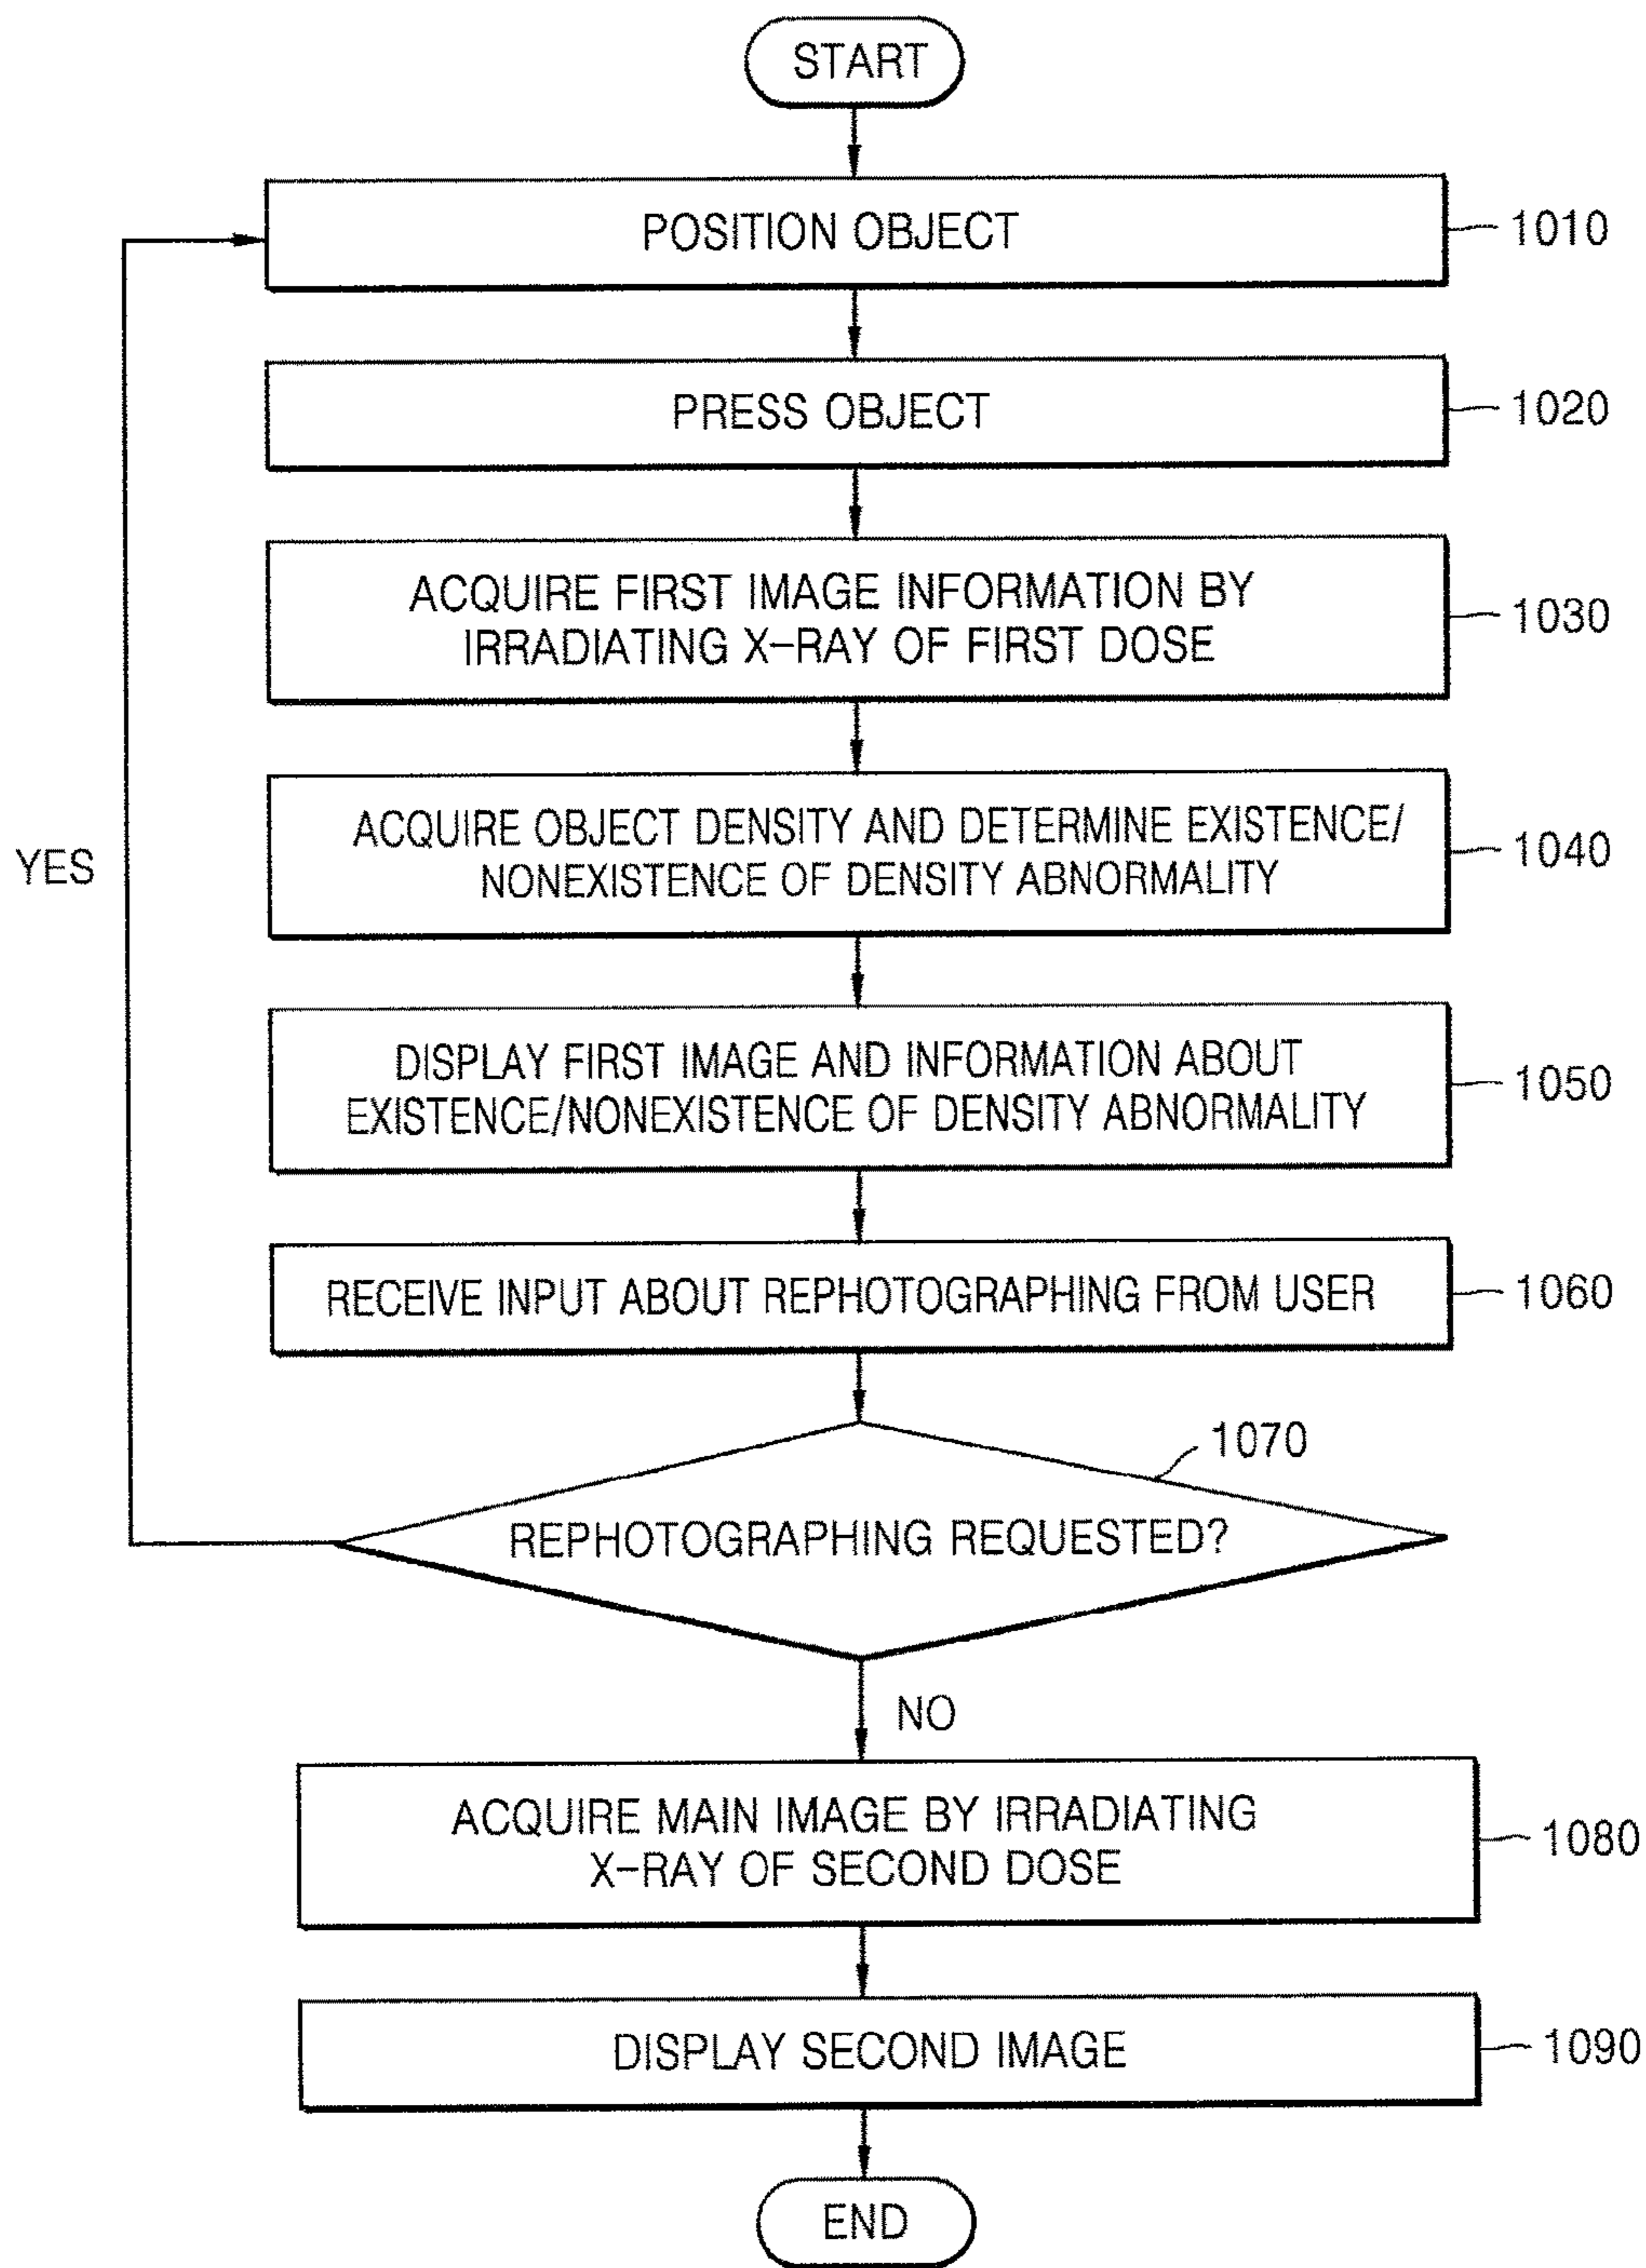 START
POSITION OBJECT
1010
PRESS OBJECT
1020
ACQUIRE FIRST IMAGE INFORMATION BY
IRRADIATING X-RAY OF FIRST DOSE
1030
ACQUIRE OBJECT DENSITY AND DETERMINE EXISTENCE/
NONEXISTENCE OF DENSITY ABNORMALITY
1040
YES
DISPLAY FIRST IMAGE AND INFORMATION ABOUT
EXISTENCE/NONEXISTENCE OF DENSITY ABNORMALITY
1050
RECEIVE INPUT ABOUT REPHOTOGRAPHING FROM USER
1060
1070
REPHOTOGRAPHING REQUESTED?
NO
ACQUIRE MAIN IMAGE BY IRRADIATING
X-RAY OF SECOND DOSE
1080
DISPLAY SECOND IMAGE
1090
END